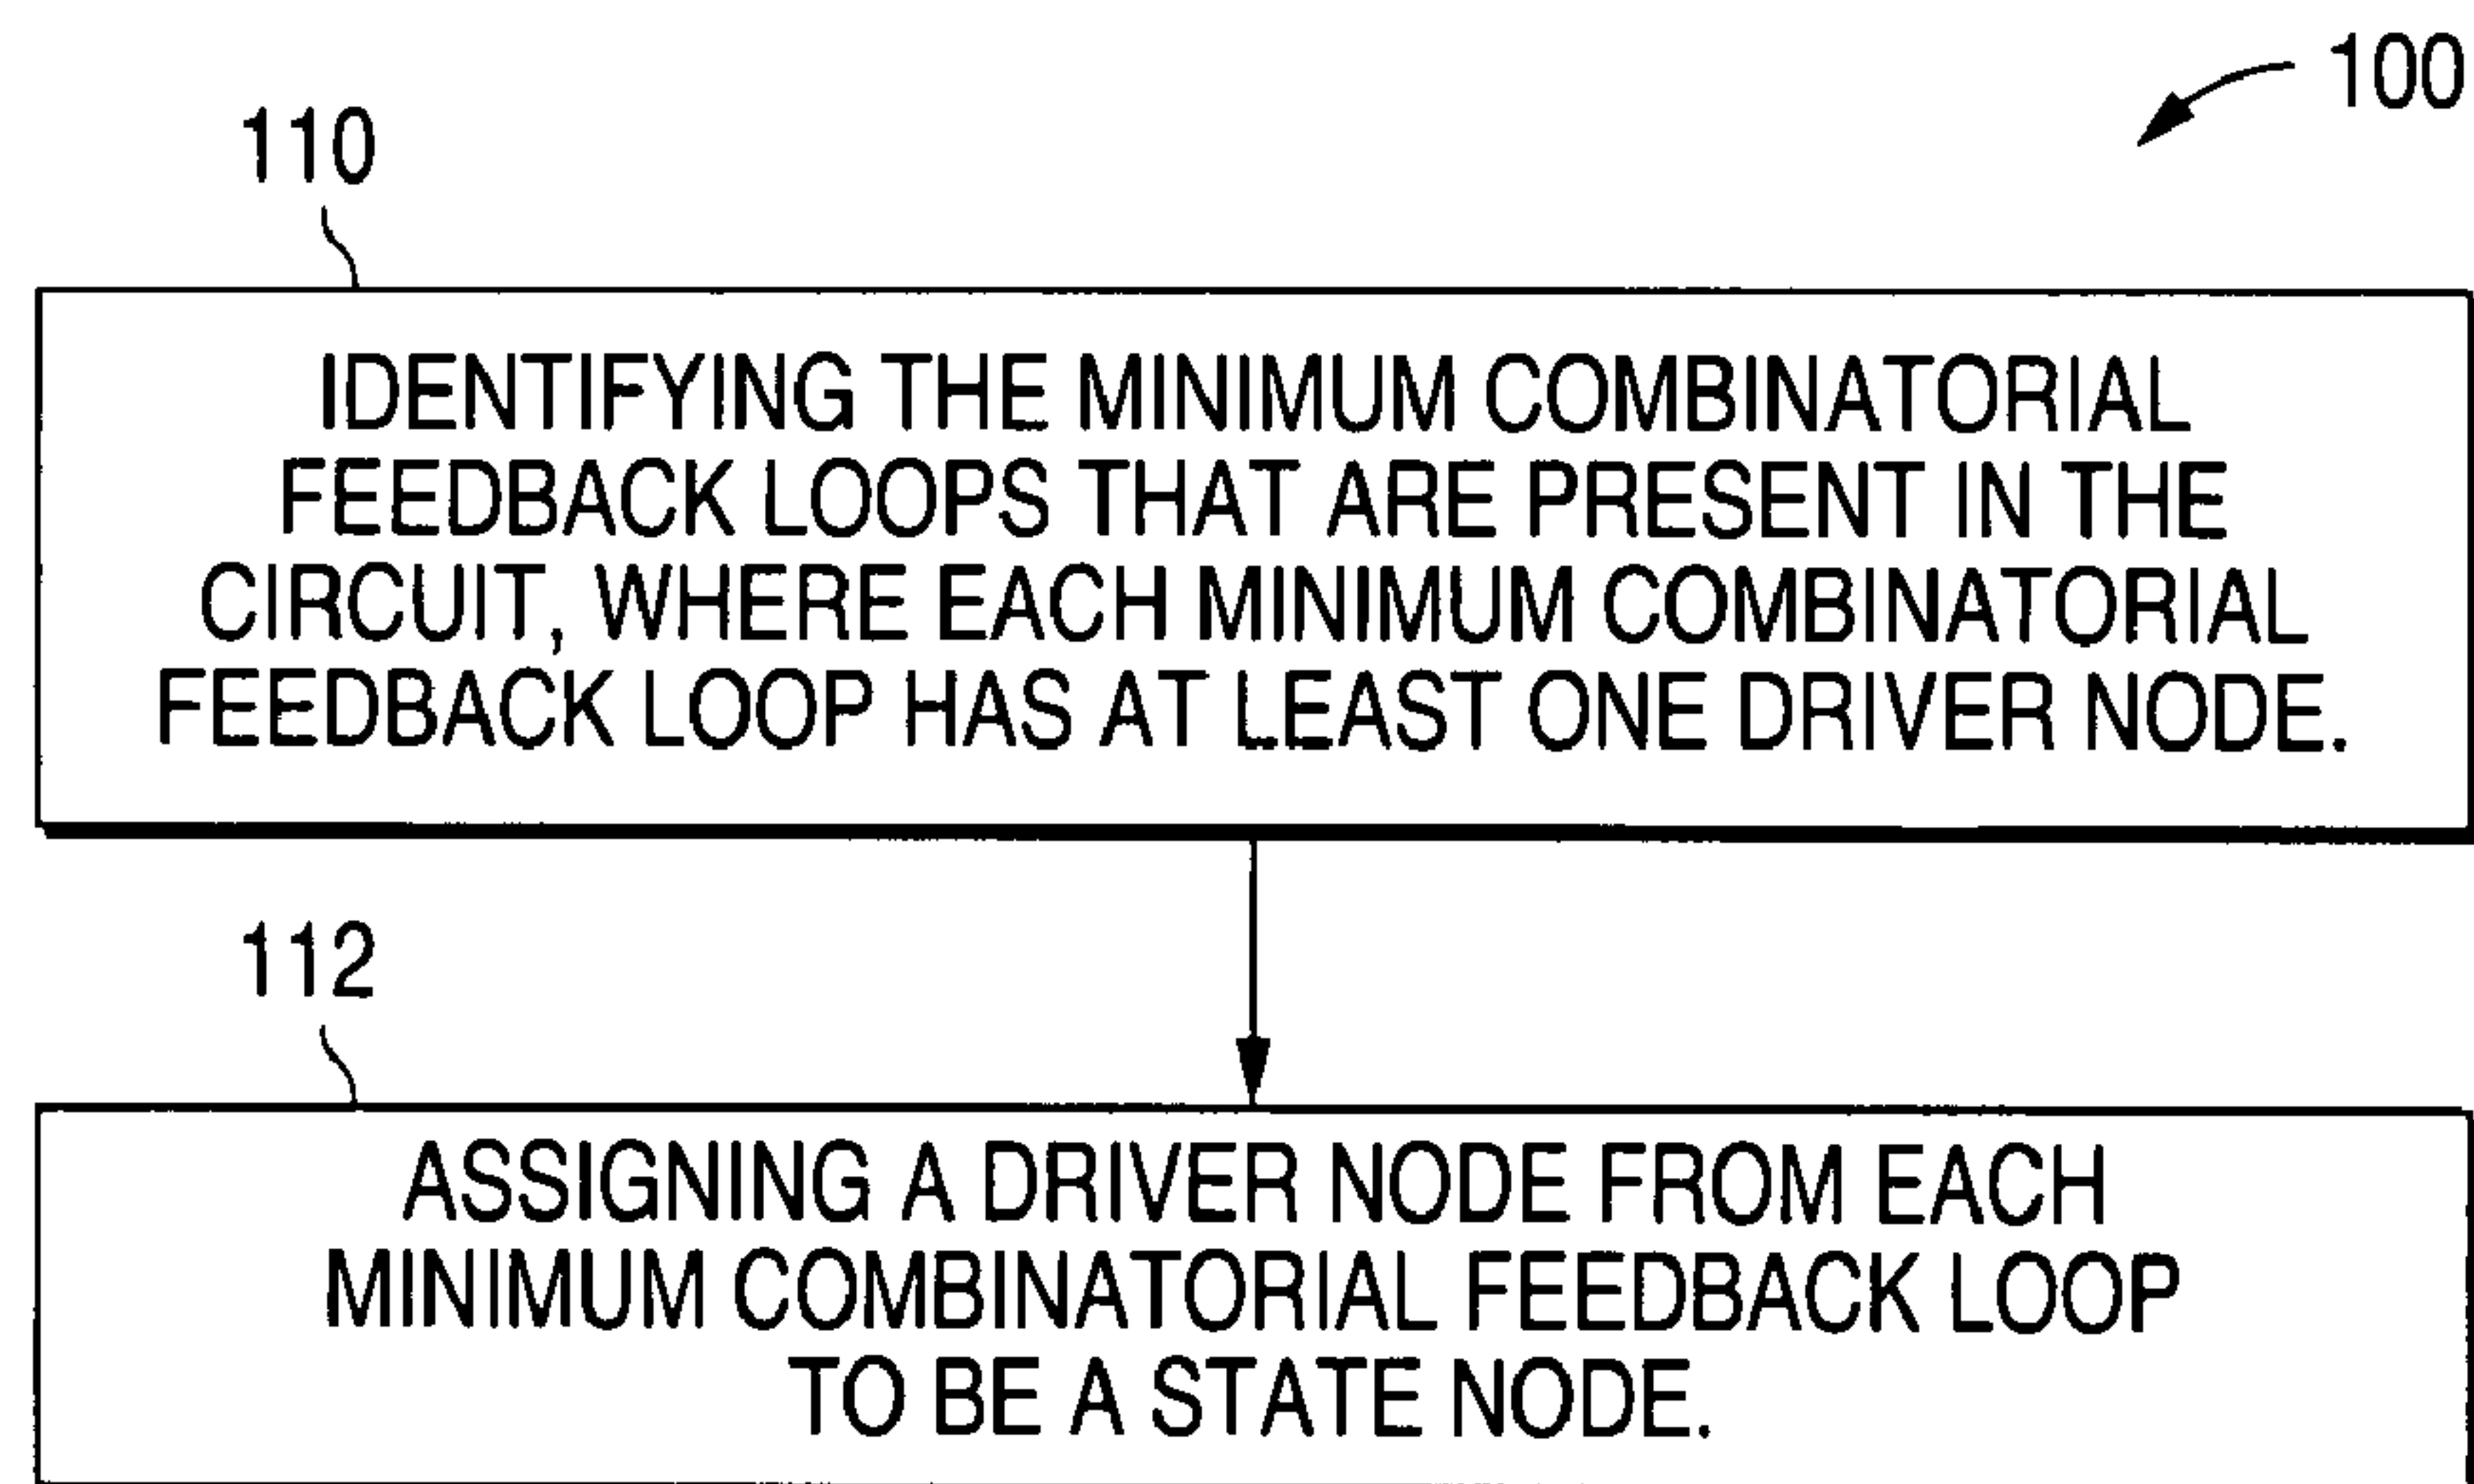 100
110
IDENTIFYING THE MINIMUM COMBINATORIAL
FEEDBACK LOOPS THAT ARE PRESENT IN THE
CIRCUIT, WHERE EACH MINIMUM COMBINATORIAL
FEEDBACK LOOP HAS AT LEAST ONE DRIVER NODE.
112
ASSIGNING A DRIVER NODE FROM EACH
MINIMUM COMBINATORIAL FEEDBACK LOOP
TO BE A STATE NODE.